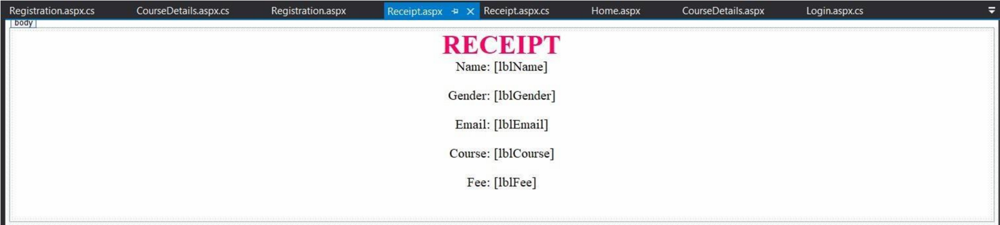 Registration.aspx.cs CourseDetails.aspx.cs Registration.aspx Receipt.aspx Receipt.aspx.cs Home.aspx CourseDetails.aspx Login.aspx.cs
body
RECEIPT
Name: [lblName]
Gender: [lblGender]
Email: [lblEmail]
Course: [lblCourse]
Fee: [lblFee]